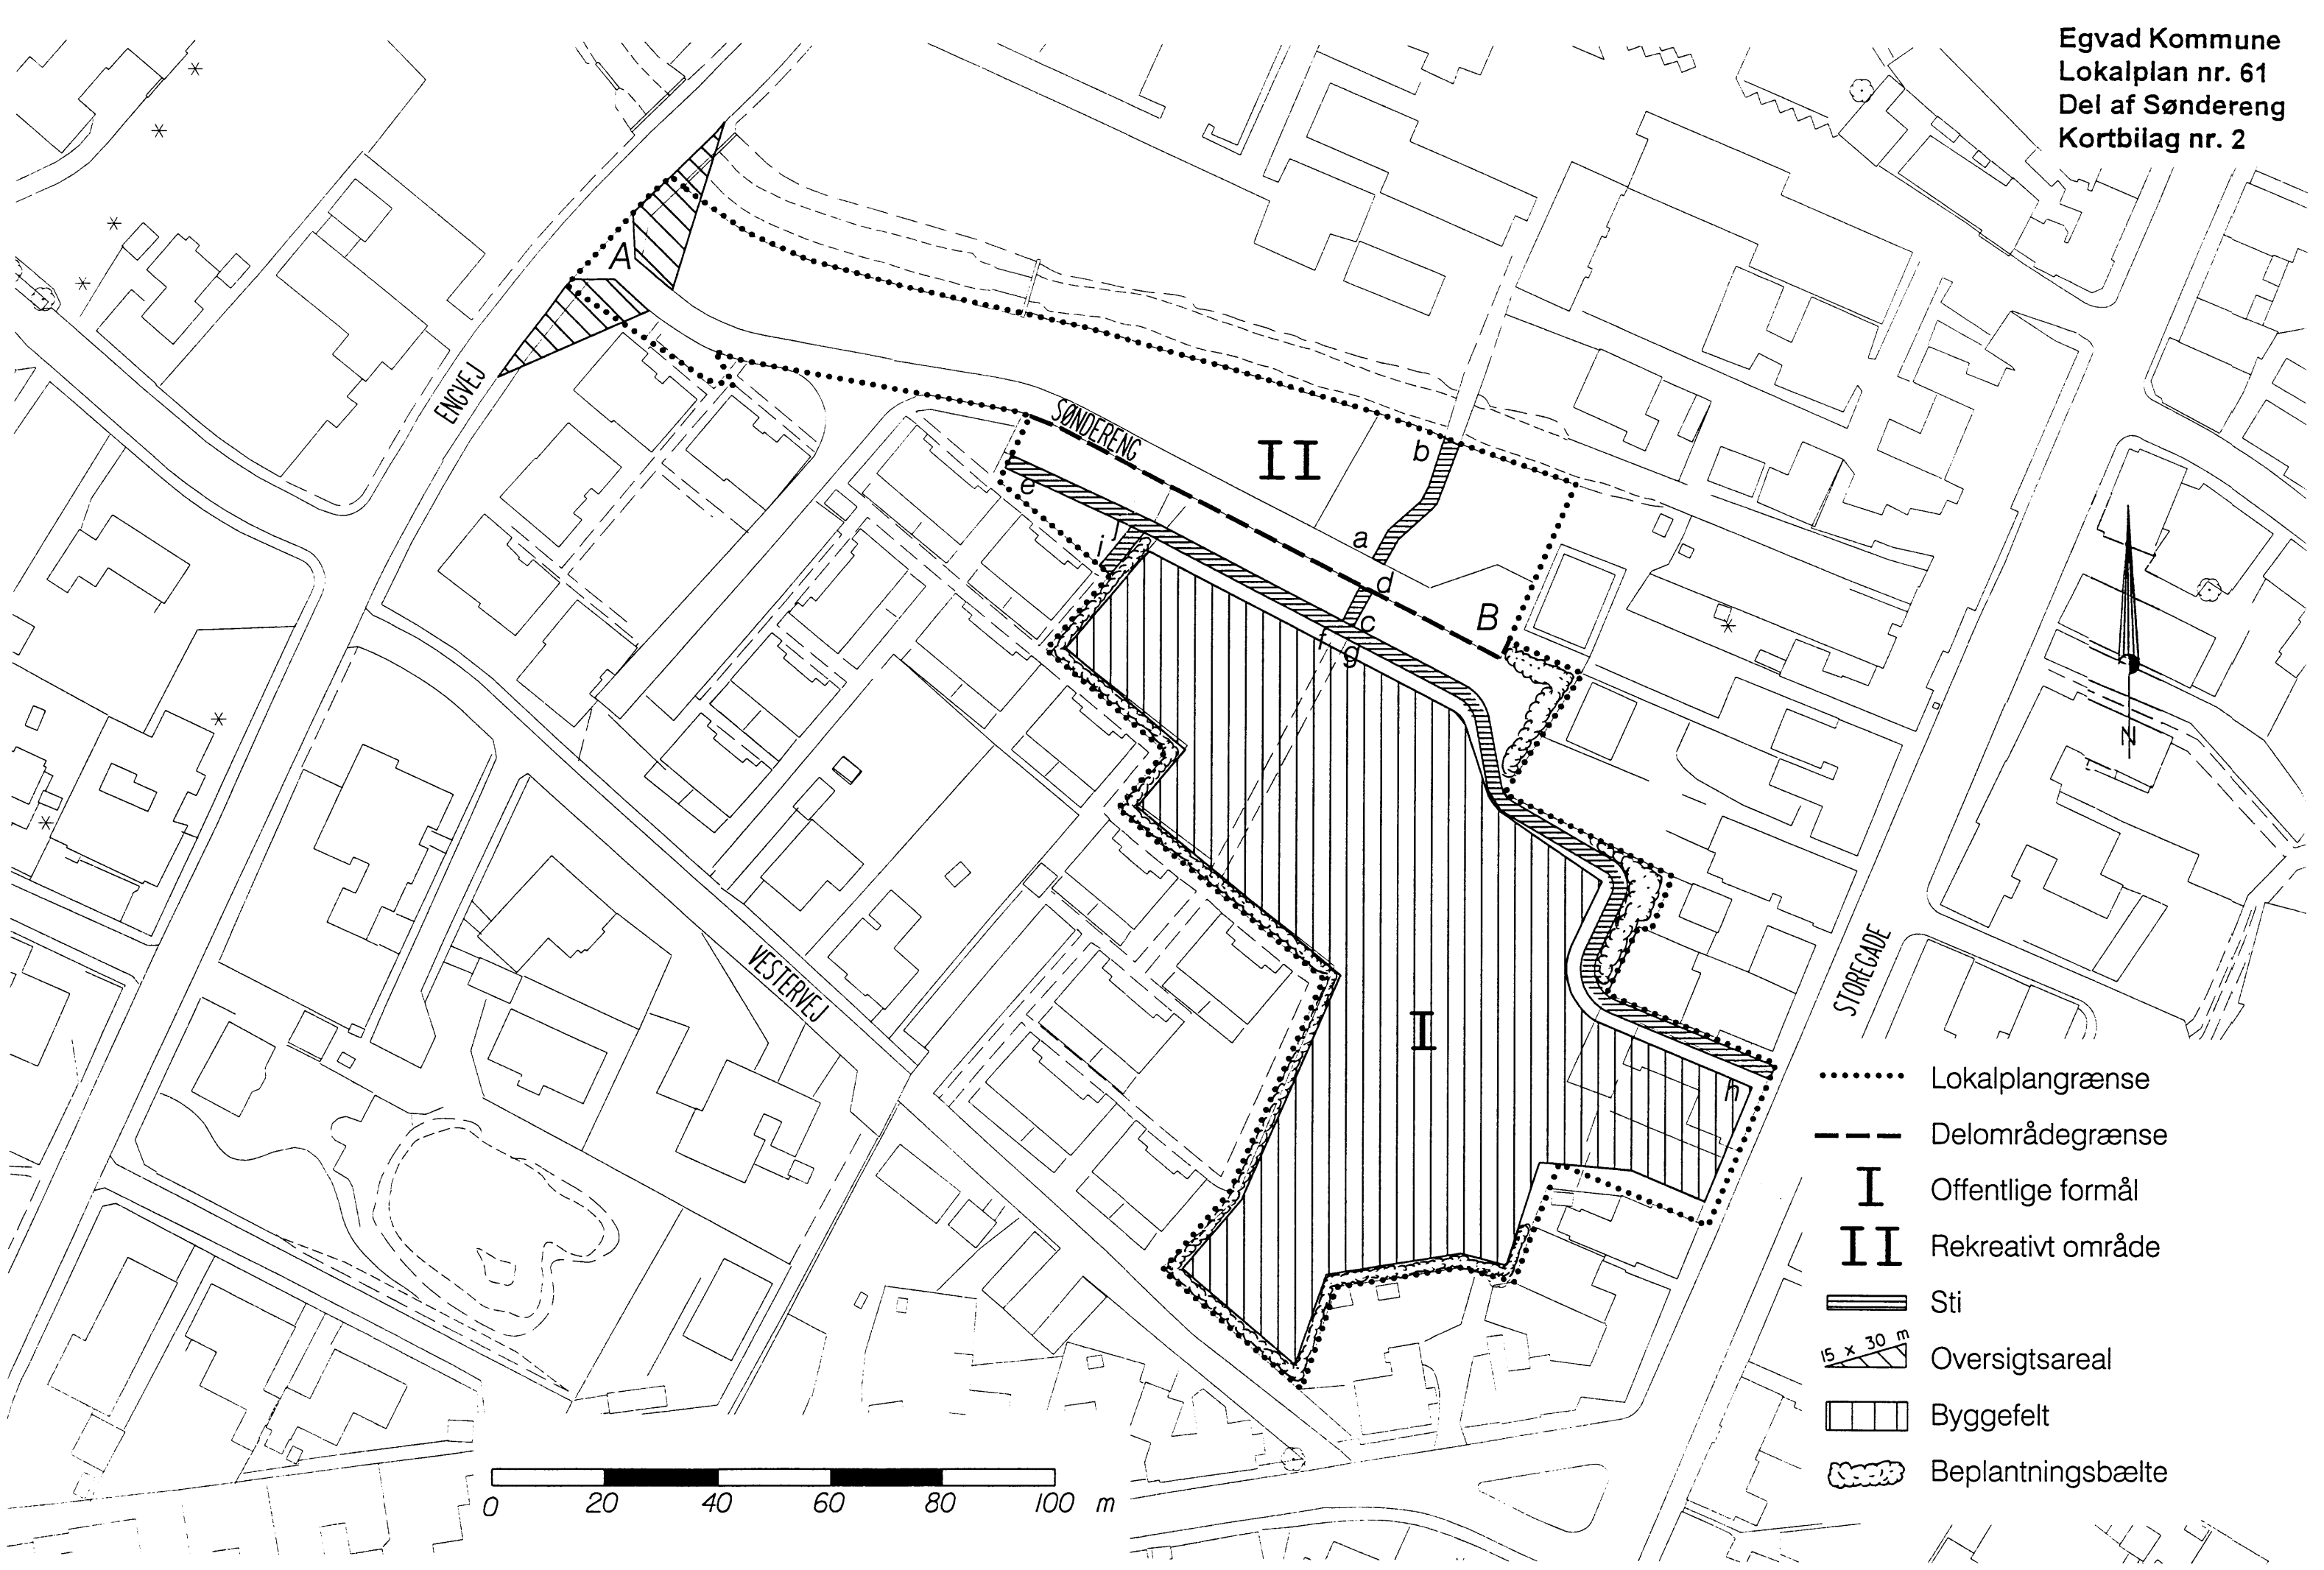 Egvad Kommune
Lokalplan nr. 61
Del af Søndereng
Kortbilag nr. 2
A
ENGVEJ
SØNDERENG
II
b
e
a
j
i
d
B
c
f
g
N
VESTERVEJ
STOREGADE
I
h
Lokalplangrænse
Delområdegrænse
I Offentlige formål
II Rekreativt område
Sti
15 x 30 m Oversigtsareal
Byggefelt
Beplantningsbælte
0 20 40 60 80 100 m